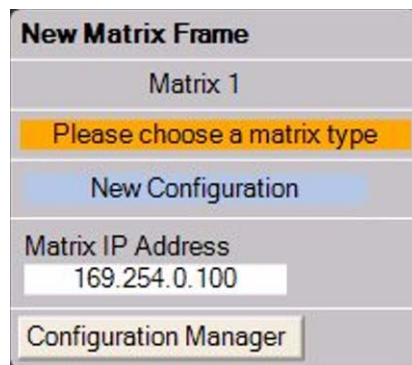 New Matrix Frame
Matrix 1
Please choose a matrix type
New Configuration
Matrix IP Address
169.254.0.100
Configuration Manager